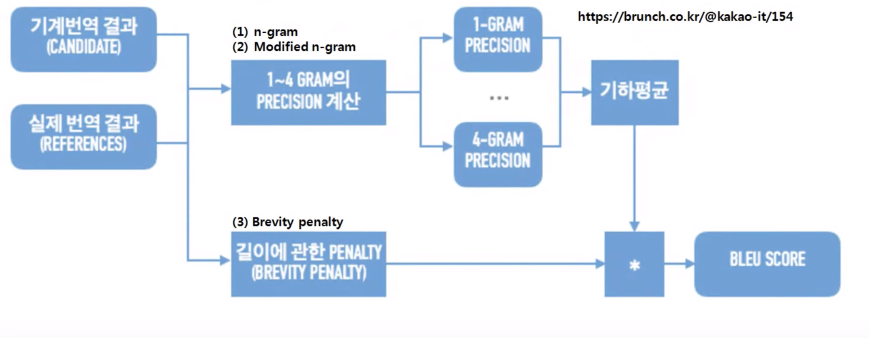 기계번역 결과
(CANDIDATE)
실제 번역 결과
(REFERENCES)
(1) n-gram
(2) Modified n-gram
1~4 GRAM의
PRECISION 계산
1-GRAM
PRECISION
...
4-GRAM
PRECISION
https://brunch.co.kr/@kakao-it/154
기하평균
(3) Brevity penalty
길이에 관한 PENALTY
(BREVITY PENALTY)
*
BLEU SCORE